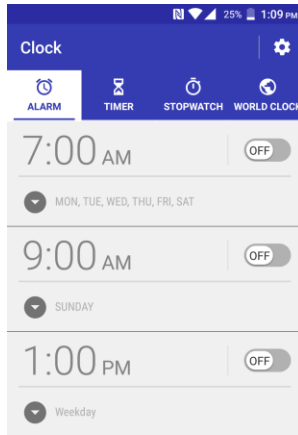 25% 1:09 PM
Clock
ALARM TIMER STOPWATCH WORLD CLOCK
7:00 AM OFF
MON, TUE, WED, THU, FRI, SAT
9:00 AM OFF
SUNDAY
1:00 PM OFF
Weekday